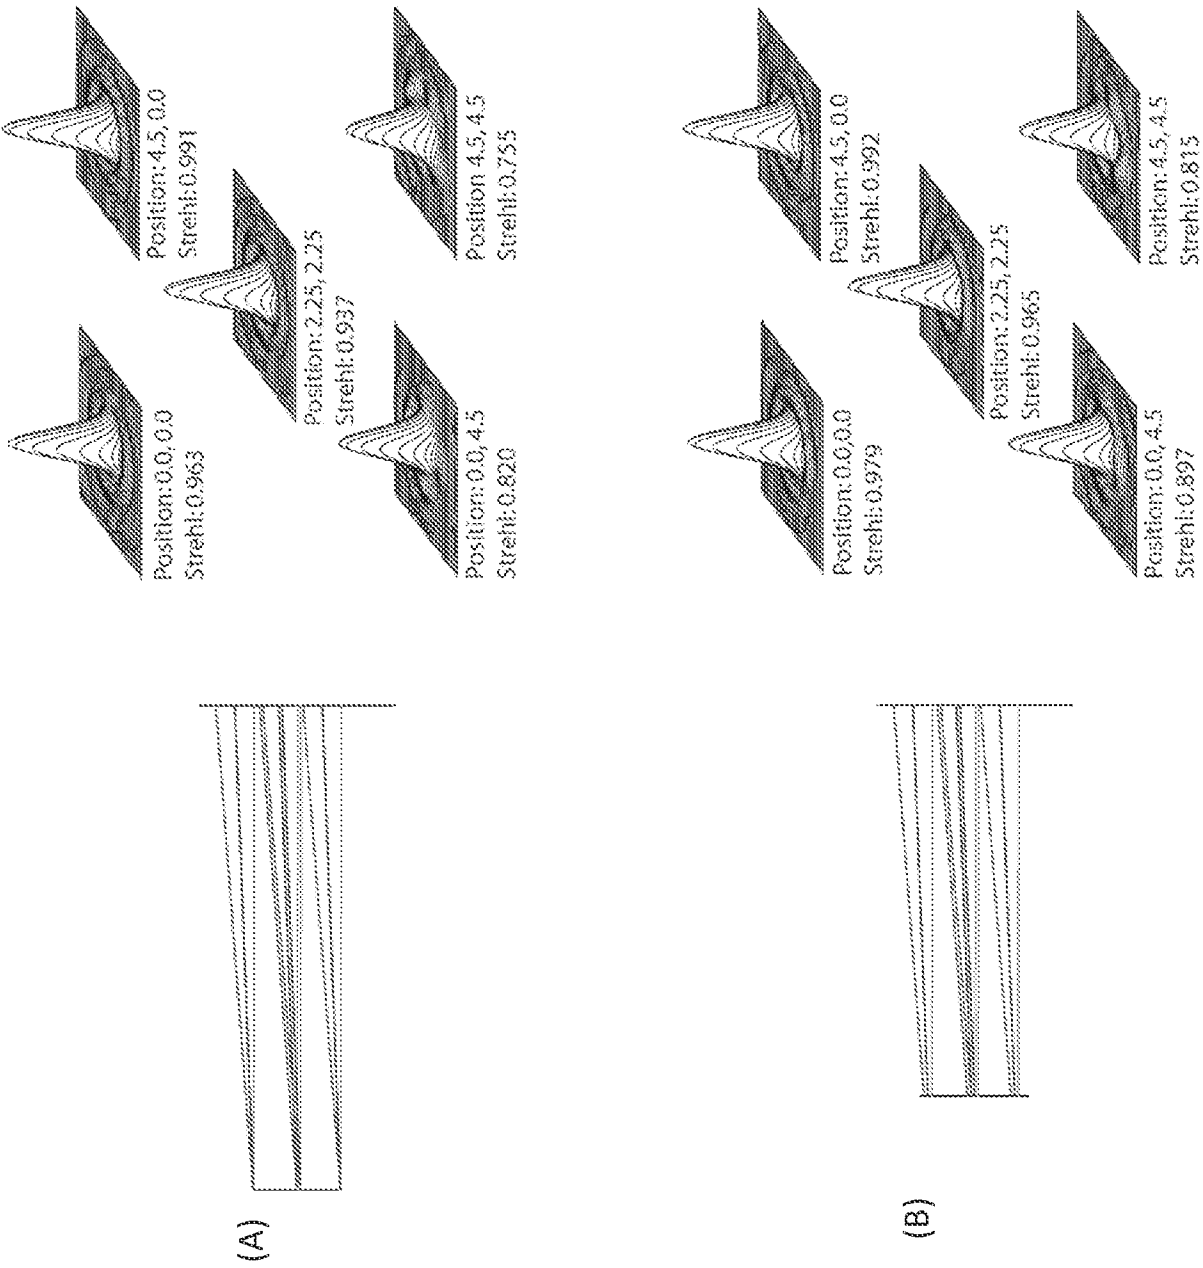 (A)
Position: 0.0, 0.0
Strehl: 0.963
Position: 4.5, 0.0
Strehl: 0.991
Position: 2.25, 2.25
Strehl: 0.937
Position: 0.0, 4.5
Strehl: 0.820
Position 4.5, 4.5
Strehl: 0.755
(B)
Position: 0.0,0.0
Strehl: 0.979
Position: 4.5, 0.0
Strehl: 0.992
Position: 2.25, 2.25
Strehl: 0.965
Position: 0.0, 4.5
Strehl: 0.897
Position: 4.5, 4.5
Strehl: 0.815